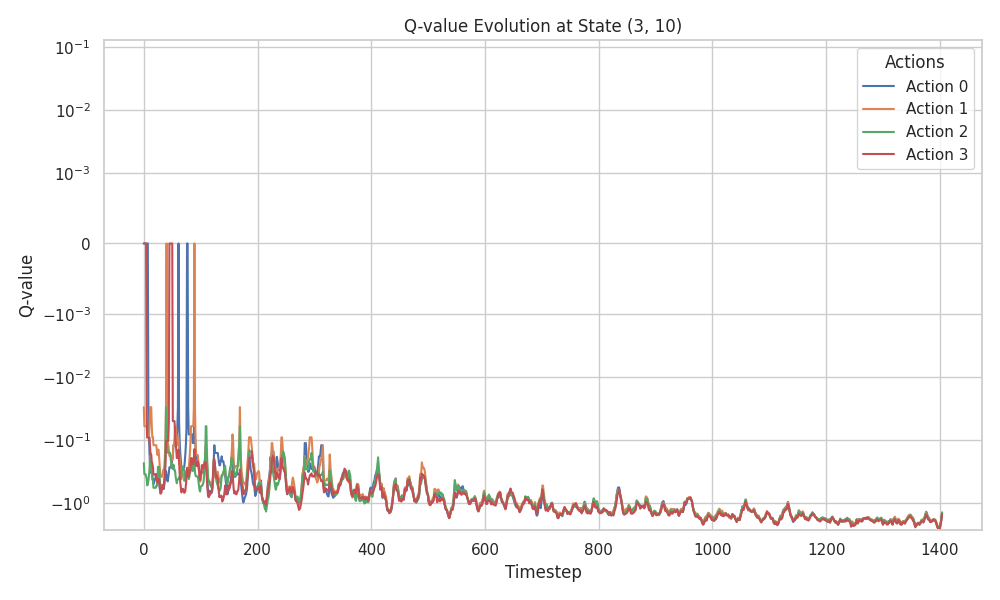 Q-value Evolution at State (3, 10)
Q-value
10⁻¹
10⁻²
10⁻³
0
−10⁻³
−10⁻²
−10⁻¹
−10⁰
Actions
Action 0
Action 1
Action 2
Action 3
0 200 400 600 800 1000 1200 1400
Timestep